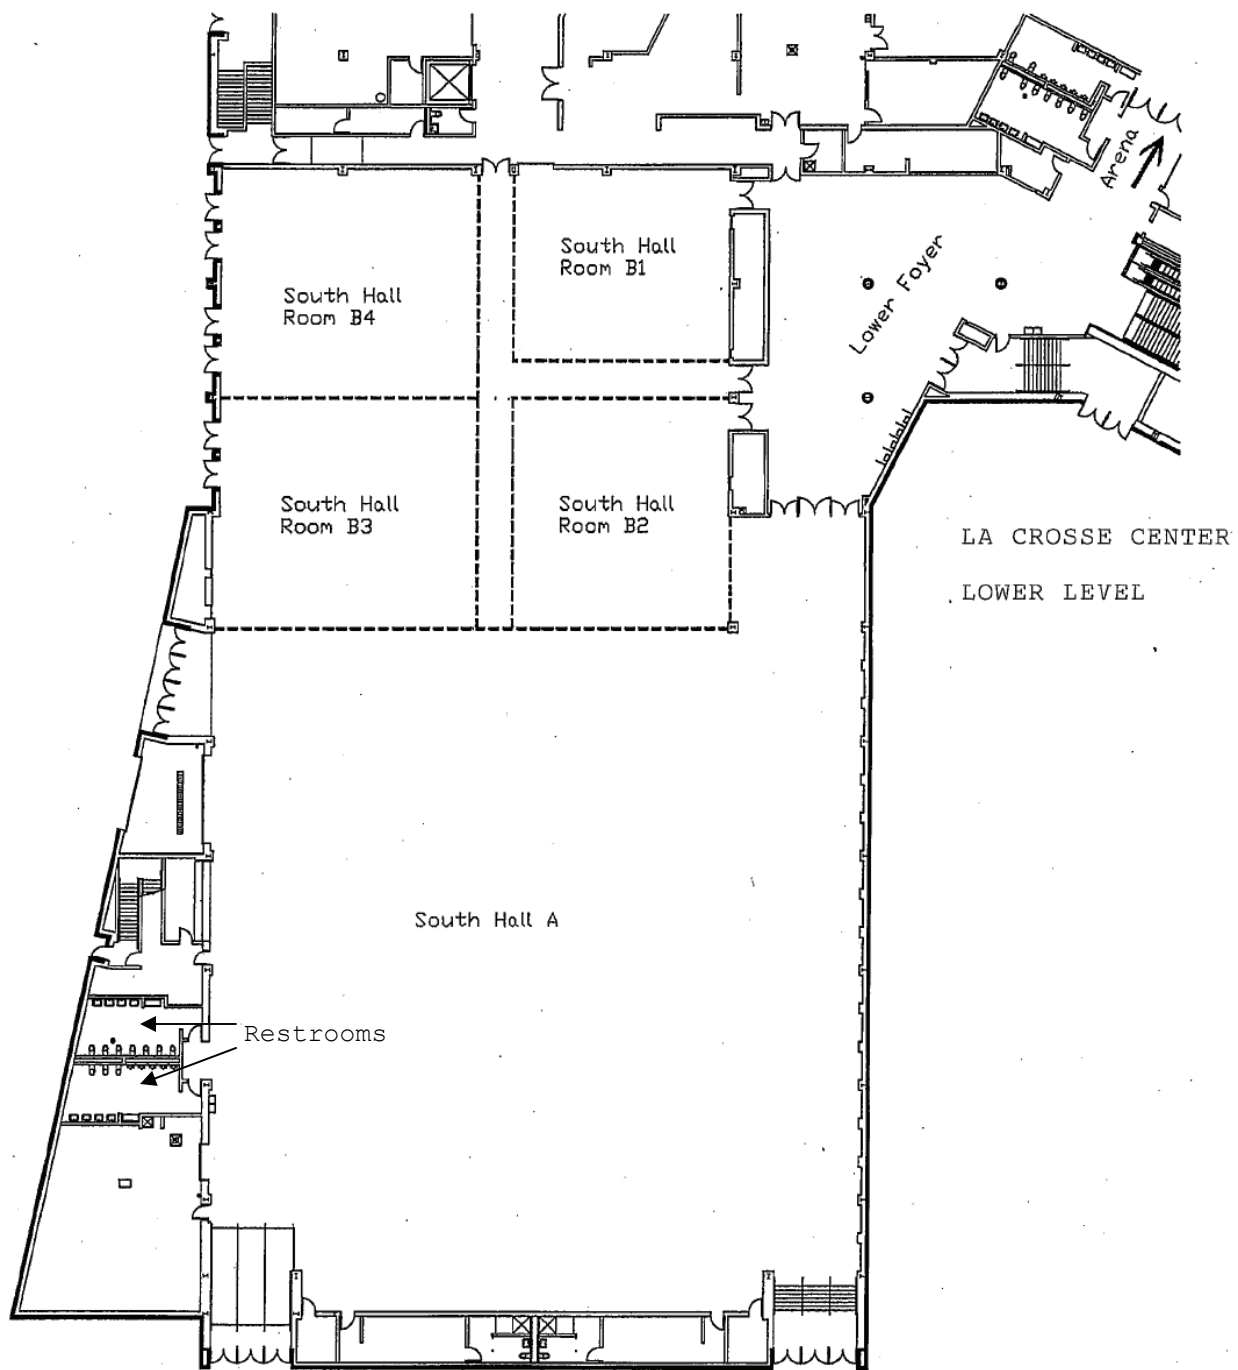 Arena
South Hall
Room B1
Lower Foyer
South Hall
Room B4
South Hall
Room B3
South Hall
Room B2
LA CROSSE CENTER
LOWER LEVEL
South Hall A
Restrooms